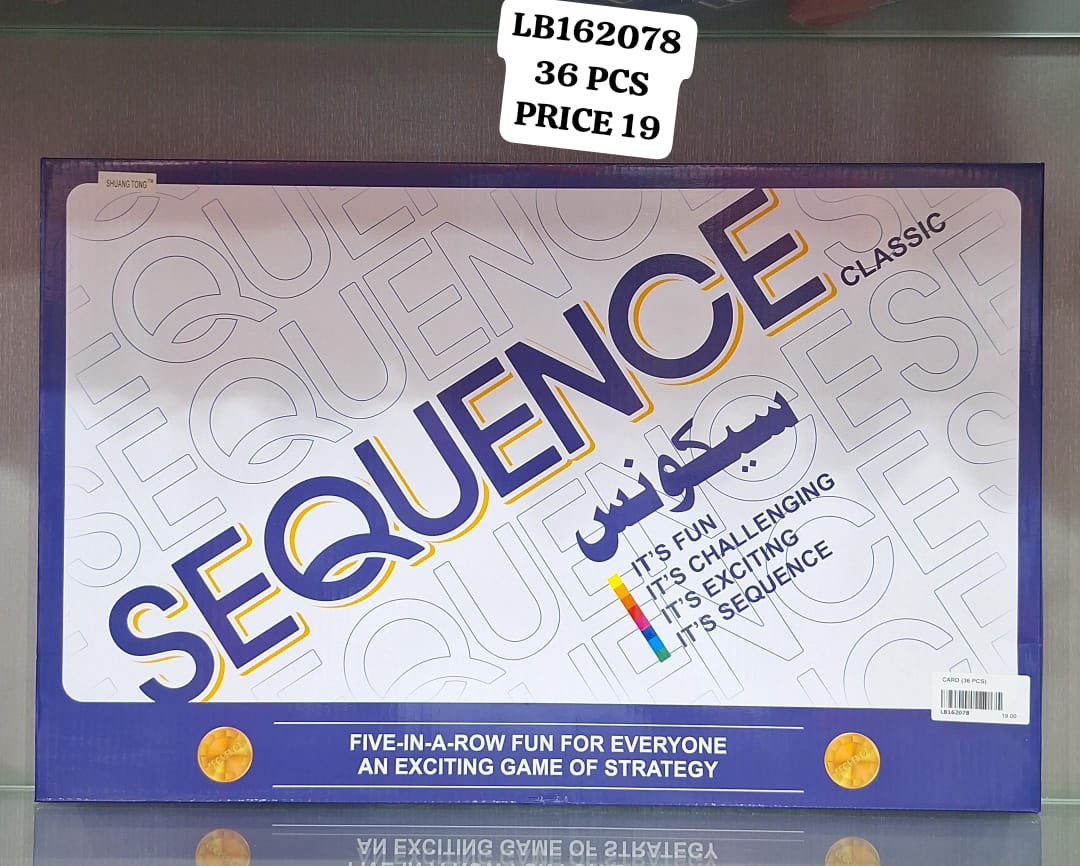 LB162078
36 PCS
PRICE 19
SHUANG TONG™
SEQUENCE
CLASSIC
سيكونس
IT'S FUN
IT'S CHALLENGING
IT'S EXCITING
IT'S SEQUENCE
CARD (36 PCS)
LB162078 19.00
FIVE-IN-A-ROW FUN FOR EVERYONE
AN EXCITING GAME OF STRATEGY